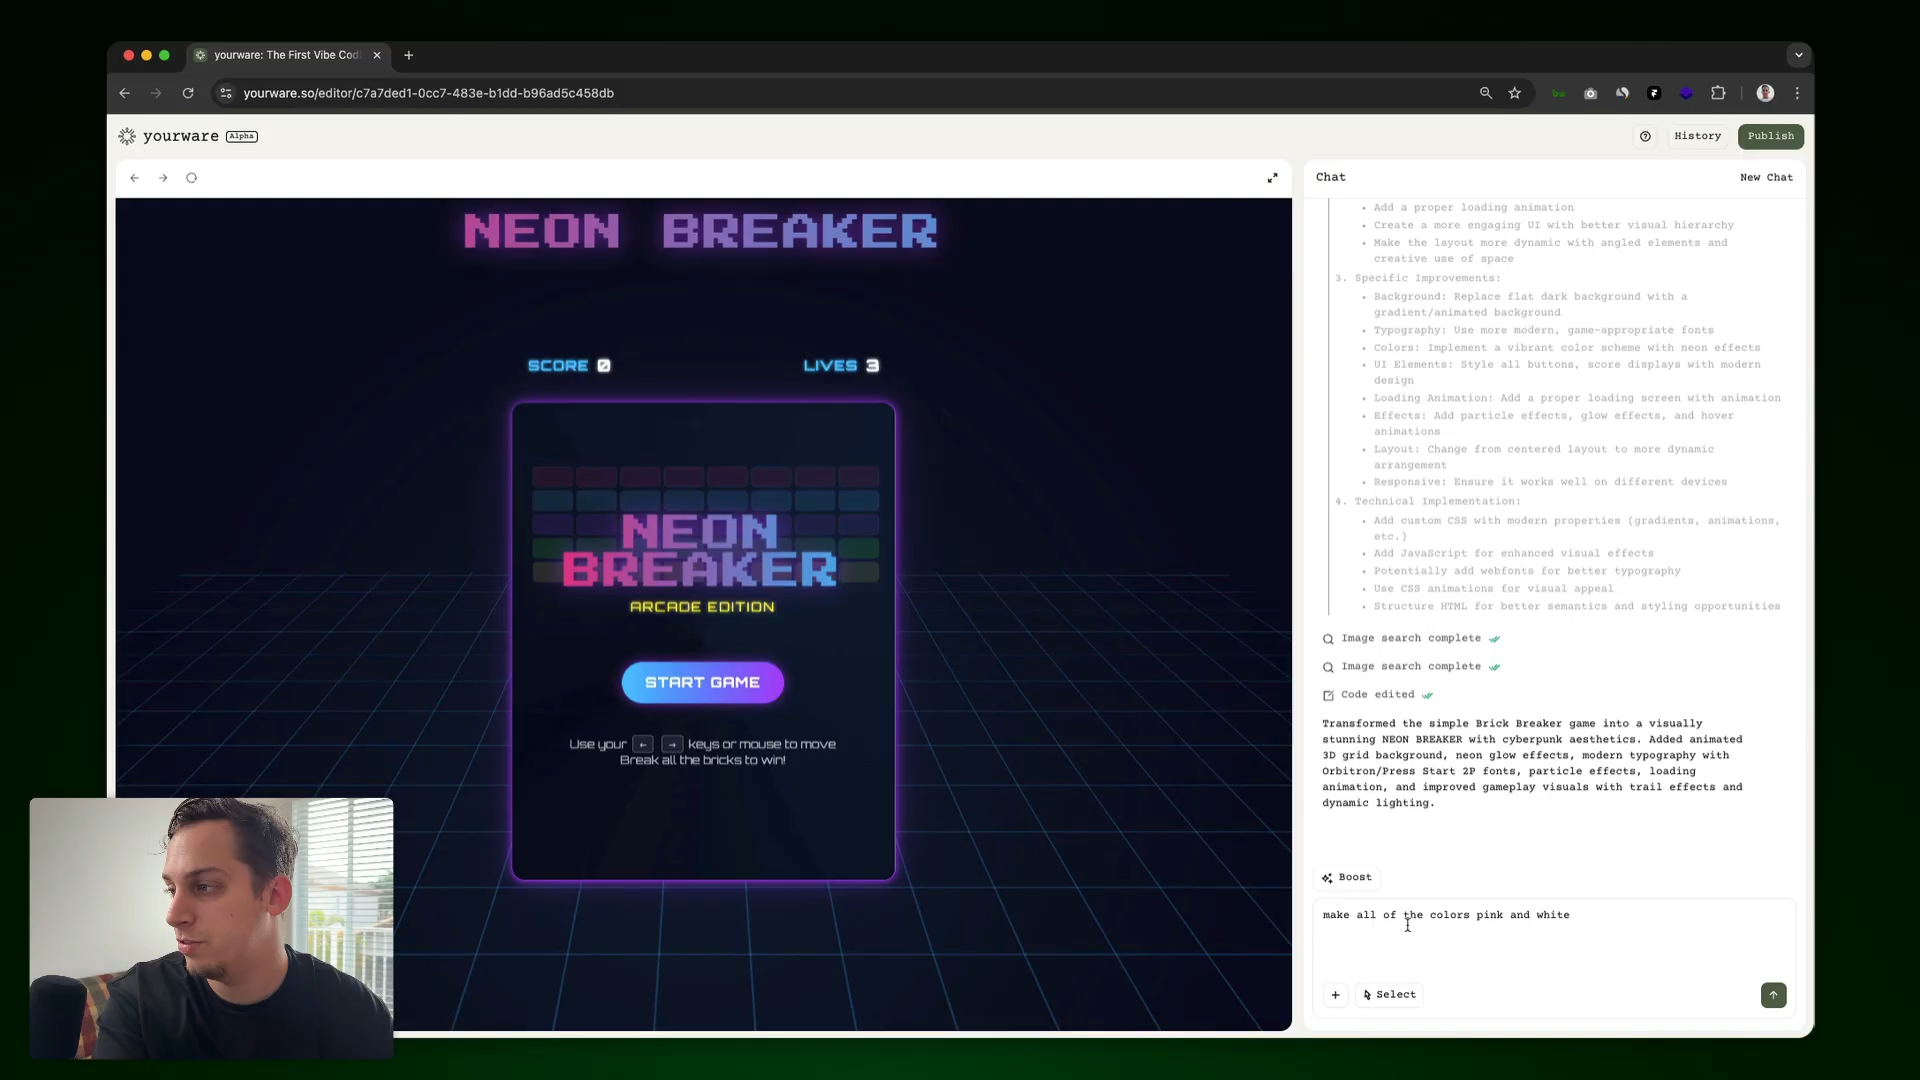 yourware: The First Vibe Codi
yourware.so/editor/c7a7ded1-0cc7-483e-b1dd-b96ad5c458db
yourware Alpha
History
Publish
NEON BREAKER
SCORE 0
LIVES 3
NEON
BREAKER
ARCADE EDITION
START GAME
Use your ← → keys or mouse to move
Break all the bricks to win!
Chat
New Chat
• Add a proper loading animation
• Create a more engaging UI with better visual hierarchy
• Make the layout more dynamic with angled elements and
creative use of space
3. Specific Improvements:
• Background: Replace flat dark background with a
gradient/animated background
• Typography: Use more modern, game-appropriate fonts
• Colors: Implement a vibrant color scheme with neon effects
• UI Elements: Style all buttons, score displays with modern
design
• Loading Animation: Add a proper loading screen with animation
• Effects: Add particle effects, glow effects, and hover
animations
• Layout: Change from centered layout to more dynamic
arrangement
• Responsive: Ensure it works well on different devices
4. Technical Implementation:
• Add custom CSS with modern properties (gradients, animations,
etc.)
• Add JavaScript for enhanced visual effects
• Potentially add webfonts for better typography
• Use CSS animations for visual appeal
• Structure HTML for better semantics and styling opportunities
Image search complete
Image search complete
Code edited
Transformed the simple Brick Breaker game into a visually
stunning NEON BREAKER with cyberpunk aesthetics. Added animated
3D grid background, neon glow effects, modern typography with
Orbitron/Press Start 2P fonts, particle effects, loading
animation, and improved gameplay visuals with trail effects and
dynamic lighting.
Boost
make all of the colors pink and white
Select